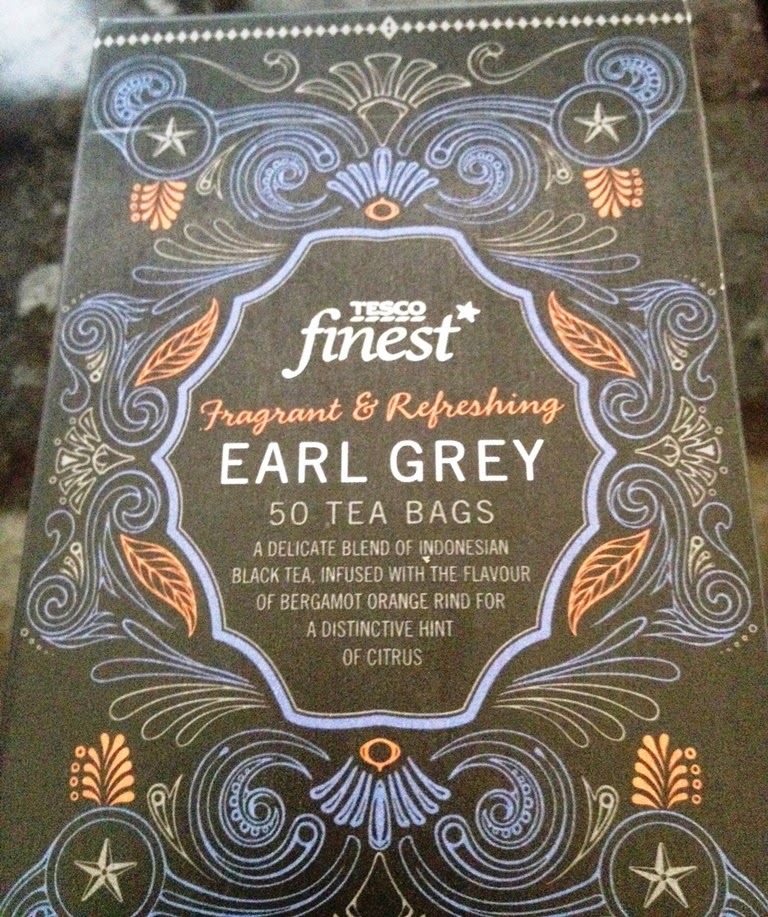 TESCO
finest*
Fragrant & Refreshing
EARL GREY
50 TEA BAGS
A DELICATE BLEND OF INDONESIAN
BLACK TEA, INFUSED WITH THE FLAVOUR
OF BERGAMOT ORANGE RIND FOR
A DISTINCTIVE HINT
OF CITRUS